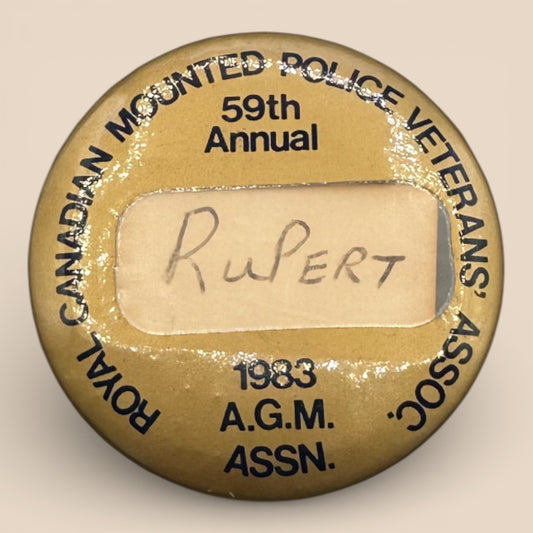 ROYAL CANADIAN MOUNTED POLICE VETERANS' ASSOC.
59th
Annual
RuPERT
1983
A.G.M.
ASSN.